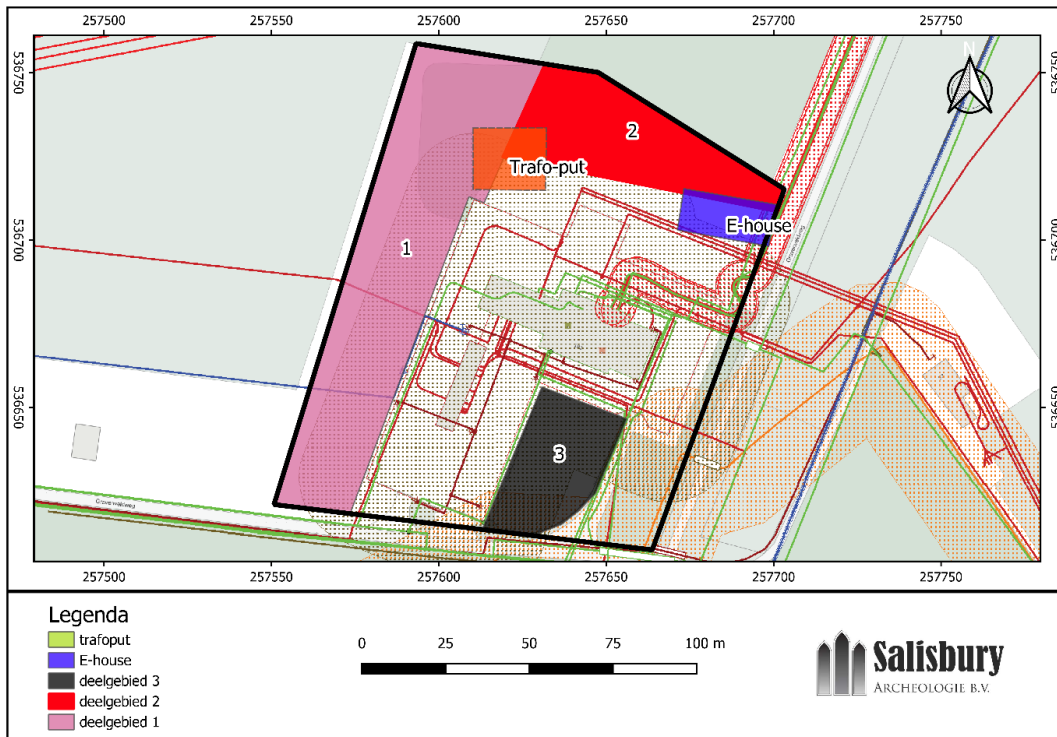 257500 257550 257600 257650 257700 257750
536750 536750
N
2
Trafo-put
E-house
1
536700 536700
536650 536650
3
257500 257550 257600 257650 257700 257750
Legenda
trafoput
E-house
deelgebied 3
deelgebied 2
deelgebied 1
0 25 50 75 100 m
Salisbury
ARCHEOLOGIE B.V.